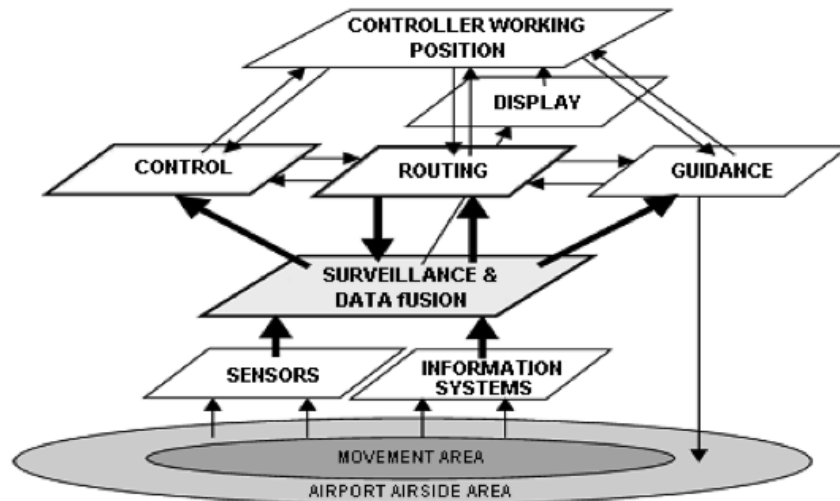 CONTROLLER WORKING
POSITION
DISPLAY
CONTROL
ROUTING
GUIDANCE
SURVEILLANCE &
DATA fUSION
SENSORS
INFORMATION
SYSTEMS
MOVEMENT AREA
AIRPORT AIRSIDE AREA